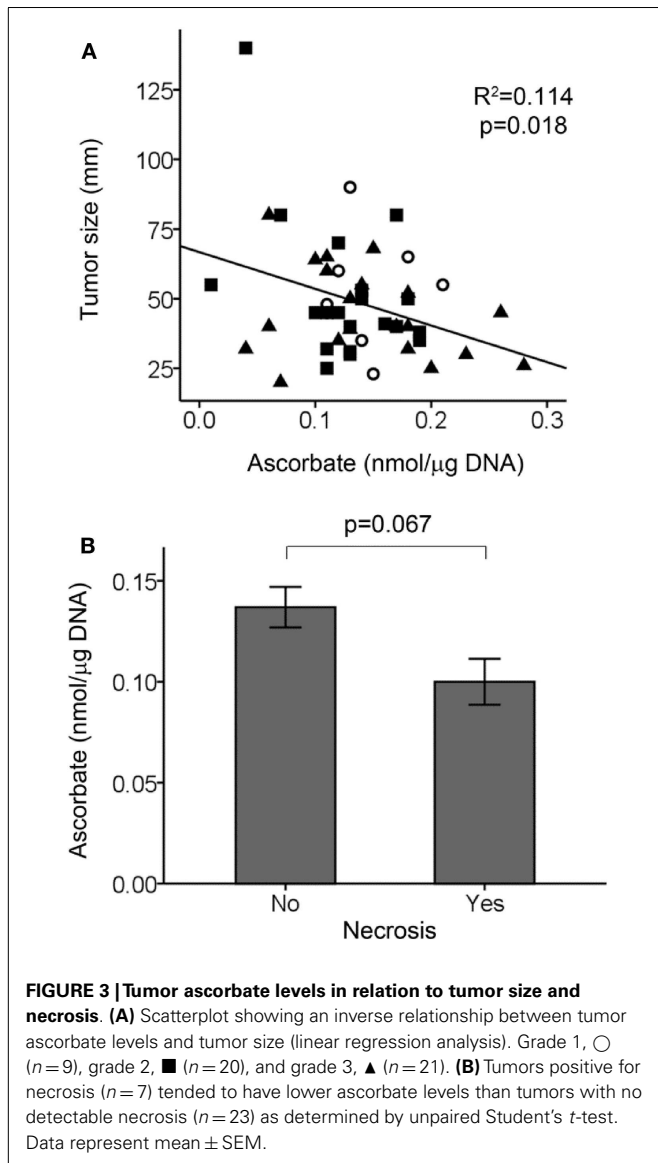 A
R²=0.114
p=0.018
Tumor size (mm)
125
100
75
50
25
0.0 0.1 0.2 0.3
Ascorbate (nmol/μg DNA)
B
p=0.067
Ascorbate (nmol/μg DNA)
0.15
0.10
0.05
0.00
No Yes
Necrosis
FIGURE 3 | Tumor ascorbate levels in relation to tumor size and
necrosis. (A) Scatterplot showing an inverse relationship between tumor
ascorbate levels and tumor size (linear regression analysis). Grade 1, ○
(n = 9), grade 2, ■ (n = 20), and grade 3, ▲ (n = 21). (B) Tumors positive for
necrosis (n = 7) tended to have lower ascorbate levels than tumors with no
detectable necrosis (n = 23) as determined by unpaired Student's t-test.
Data represent mean ± SEM.